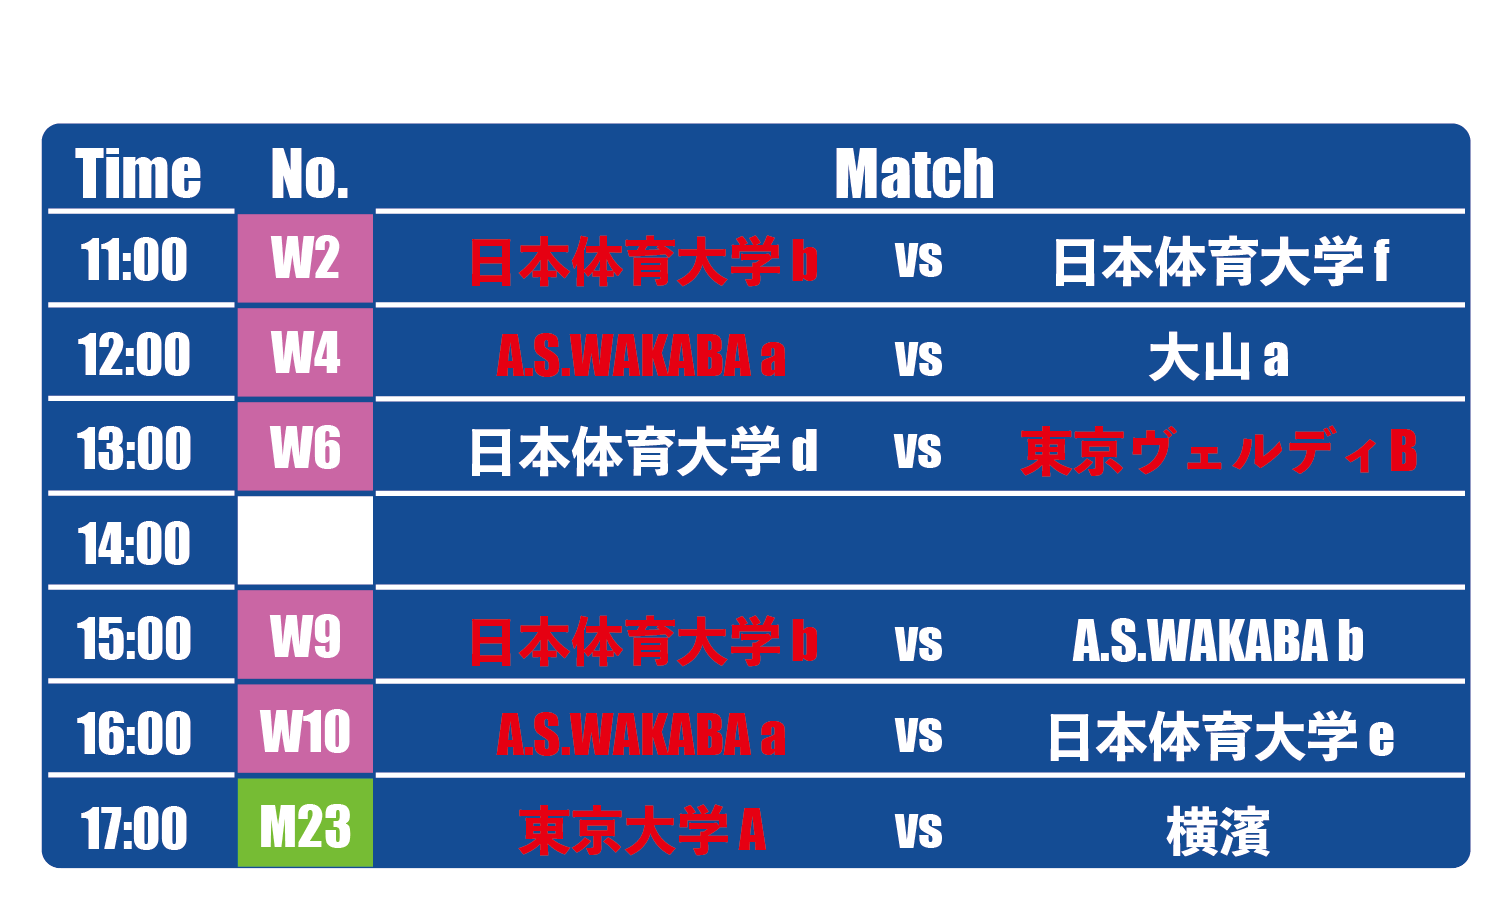 Time No. Match
11:00 W2 日本体育大学 b vs 日本体育大学 f
12:00 W4 A.S.WAKABA a vs 大山 a
13:00 W6 日本体育大学 d vs 東京ヴェルディ B
14:00
15:00 W9 日本体育大学 b vs A.S.WAKABA b
16:00 W10 A.S.WAKABA a vs 日本体育大学 e
17:00 M23 東京大学 A vs 横濱